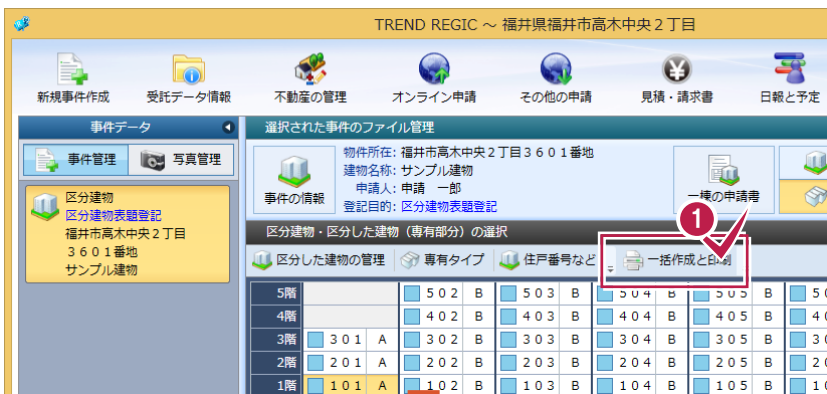 TREND REGIC ～ 福井県福井市高木中央２丁目
新規事件作成 受託データ情報 不動産の管理 オンライン申請 その他の申請 見積・請求書 日報と予定
事件データ 選択された事件のファイル管理
事件管理 写真管理
事件の情報
物件所在: 福井市高木中央２丁目３６０１番地
建物名称: サンプル建物
申請人: 申請 一郎
登記目的: 区分建物表題登記
一棟の申請書
区分建物
区分建物表題登記
福井市高木中央２丁目
３６０１番地
サンプル建物
1
区分建物・区分した建物（専有部分）の選択
区分した建物の管理 専有タイプ 住戸番号など 一括作成と印刷
5階 502 B 503 B 504 B 505 B
4階 402 B 403 B 404 B 405 B
3階 301 A 302 B 303 B 304 B 305 B
2階 201 A 202 B 203 B 204 B 205 B
1階 101 A 102 B 103 B 104 B 105 B